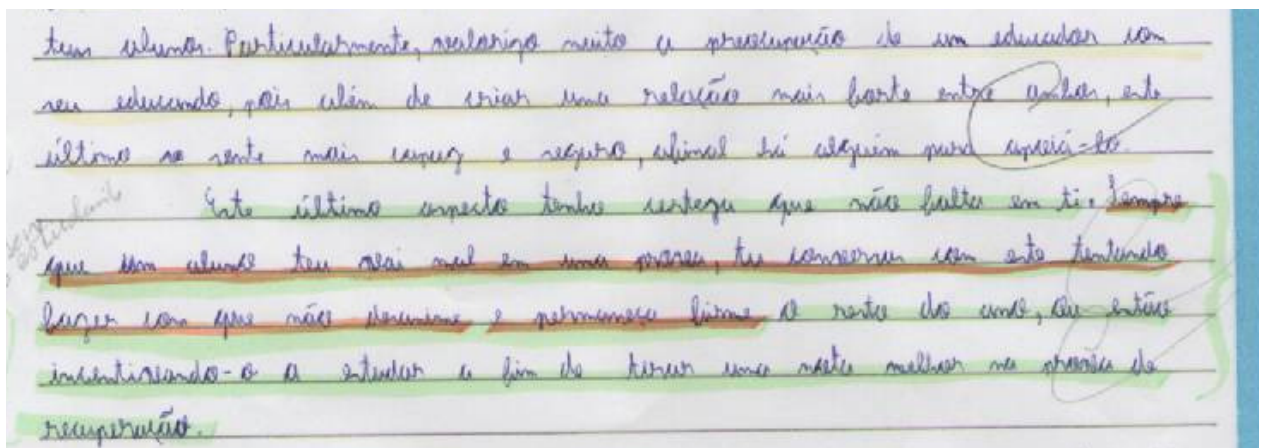 teus alunos. Particularmente, valorizo muito a preocupação de um educador com
seu educando, pois além de criar uma relação mais forte entre ambos, este
último se sente mais capaz e seguro, afinal há alguém para apoiá-lo.
Este último aspecto tenho certeza que não falta em ti. Sempre
que um aluno teu vai mal em uma prova, tu conversas com este tentando
fazer com que não desanime e permaneça firme o resto do ano, ou então
incentivando-o a estudar a fim de tirar uma nota melhor na prova de
recuperação.